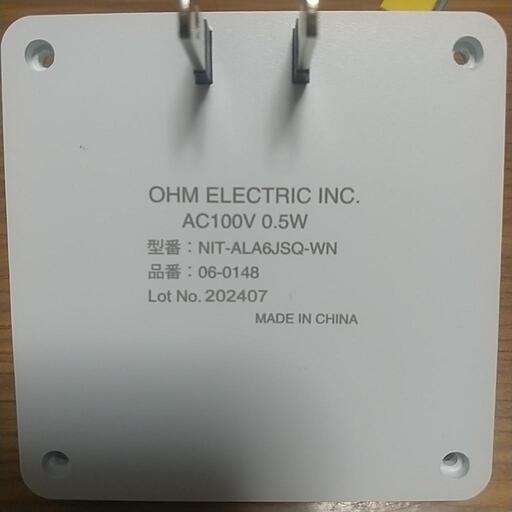 OHM ELECTRIC INC.
AC100V 0.5W
型番：NIT-ALA6JSQ-WN
品番：06-0148
Lot No. 202407
MADE IN CHINA